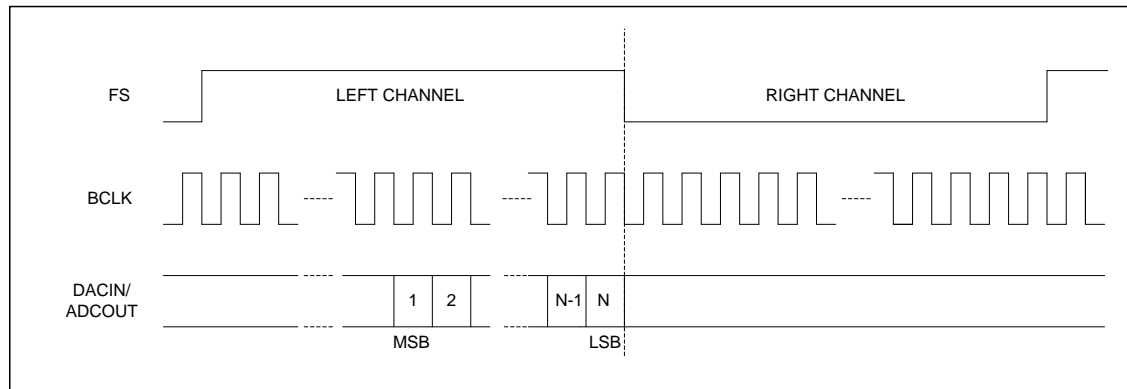 FS
LEFT CHANNEL
RIGHT CHANNEL
BCLK
DACIN/
ADCOUT
1
2
N-1
N
MSB
LSB